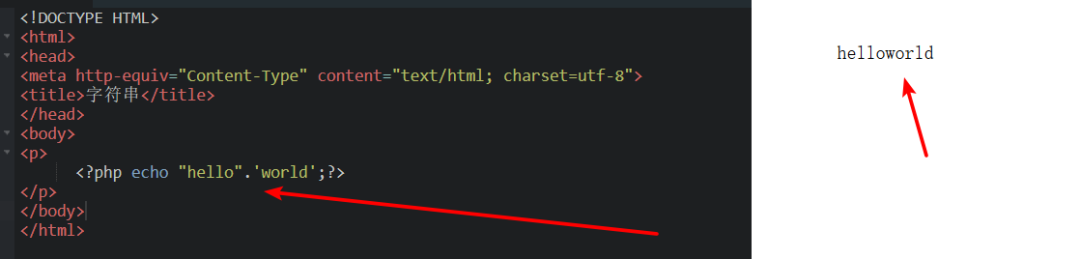 <!DOCTYPE HTML>
<html>
<head>
<meta http-equiv="Content-Type" content="text/html; charset=utf-8">
<title>字符串</title>
</head>
<body>
<p>
<?php echo "hello".'world';?>
</p>
</body>
</html>
helloworld